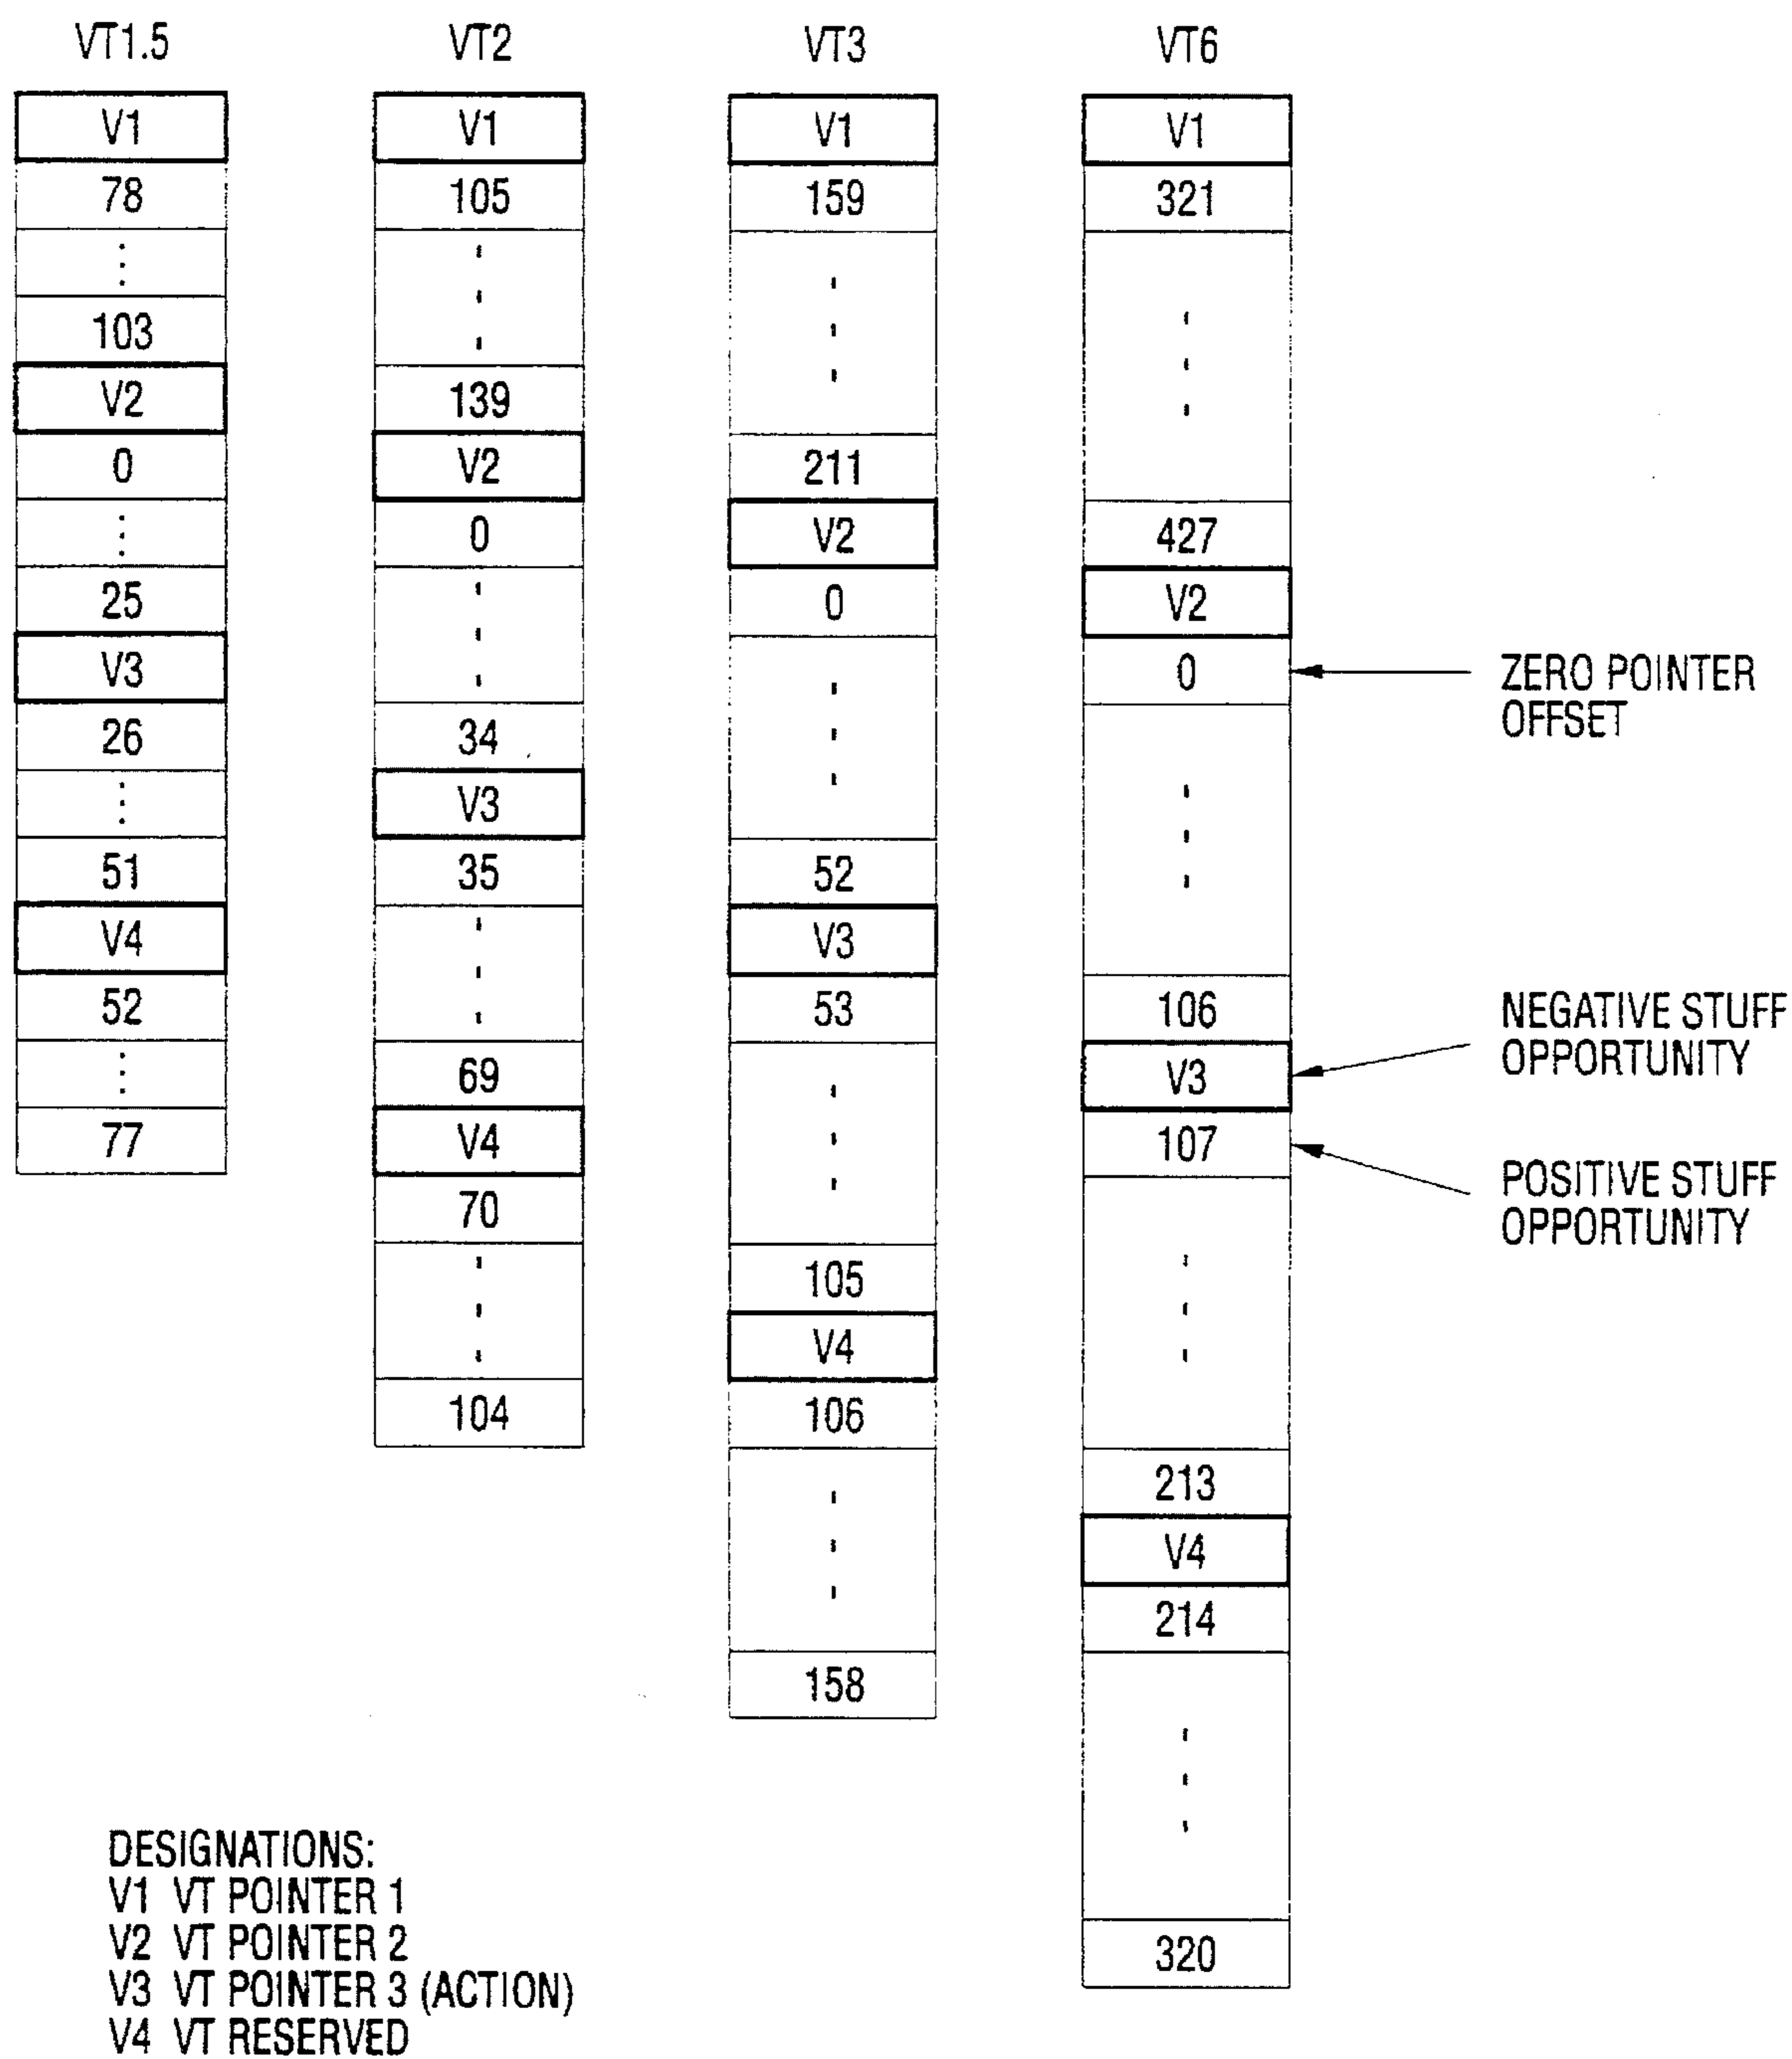 VT1.5
V1
78
103
V2
0
25
V3
26
51
V4
52
77
VT2
V1
105
139
V2
0
34
V3
35
69
V4
70
104
VT3
V1
159
211
V2
0
52
V3
53
105
V4
106
158
VT6
V1
321
427
V2
0
106
V3
107
213
V4
214
320
ZERO POINTER
OFFSET
NEGATIVE STUFF
OPPORTUNITY
POSITIVE STUFF
OPPORTUNITY
DESIGNATIONS:
V1 VT POINTER 1
V2 VT POINTER 2
V3 VT POINTER 3 (ACTION)
V4 VT RESERVED